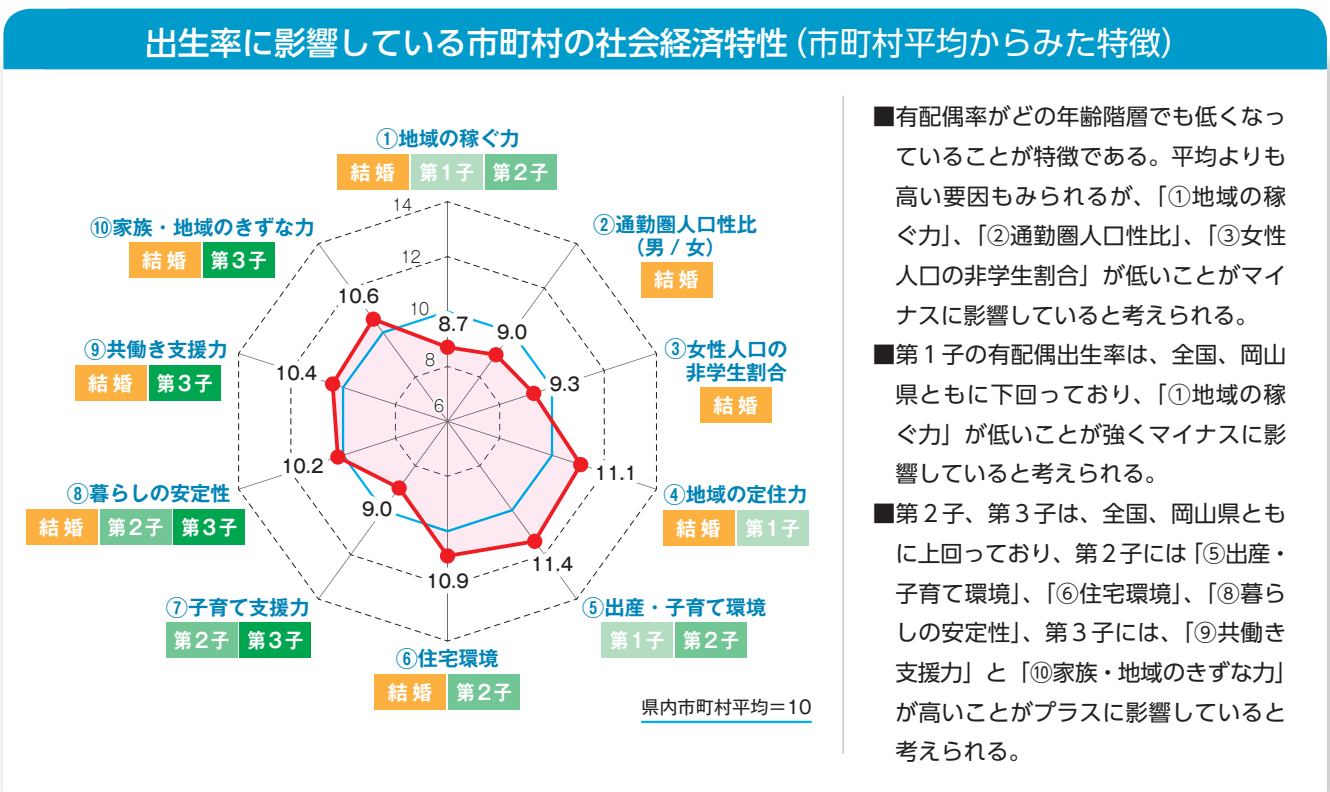 出生率に影響している市町村の社会経済特性(市町村平均からみた特徴)
①地域の稼ぐ力
結婚 第1子 第2子
②通勤圏人口性比
(男 / 女)
結婚
③女性人口の
非学生割合
結婚
④地域の定住力
結婚 第1子
⑤出産・子育て環境
第1子 第2子
⑥住宅環境
結婚 第2子
⑦子育て支援力
第2子 第3子
⑧暮らしの安定性
結婚 第2子 第3子
⑨共働き支援力
結婚 第3子
⑩家族・地域のきずな力
結婚 第3子
14
12
10
8
6
8.7
9.0
9.3
11.1
11.4
10.9
9.0
10.2
10.4
10.6
県内市町村平均=10
■有配偶率がどの年齢階層でも低くなっ
ていることが特徴である。平均よりも
高い要因もみられるが、「①地域の稼
ぐ力」、「②通勤圏人口性比」、「③女性
人口の非学生割合」が低いことがマイ
ナスに影響していると考えられる。
■第1子の有配偶出生率は、全国、岡山
県ともに下回っており、「①地域の稼
ぐ力」が低いことが強くマイナスに影
響していると考えられる。
■第2子、第3子は、全国、岡山県とも
に上回っており、第2子には「⑤出産・
子育て環境」、「⑥住宅環境」、「⑧暮ら
しの安定性」、第3子には、「⑨共働き
支援力」と「⑩家族・地域のきずな力」
が高いことがプラスに影響していると
考えられる。